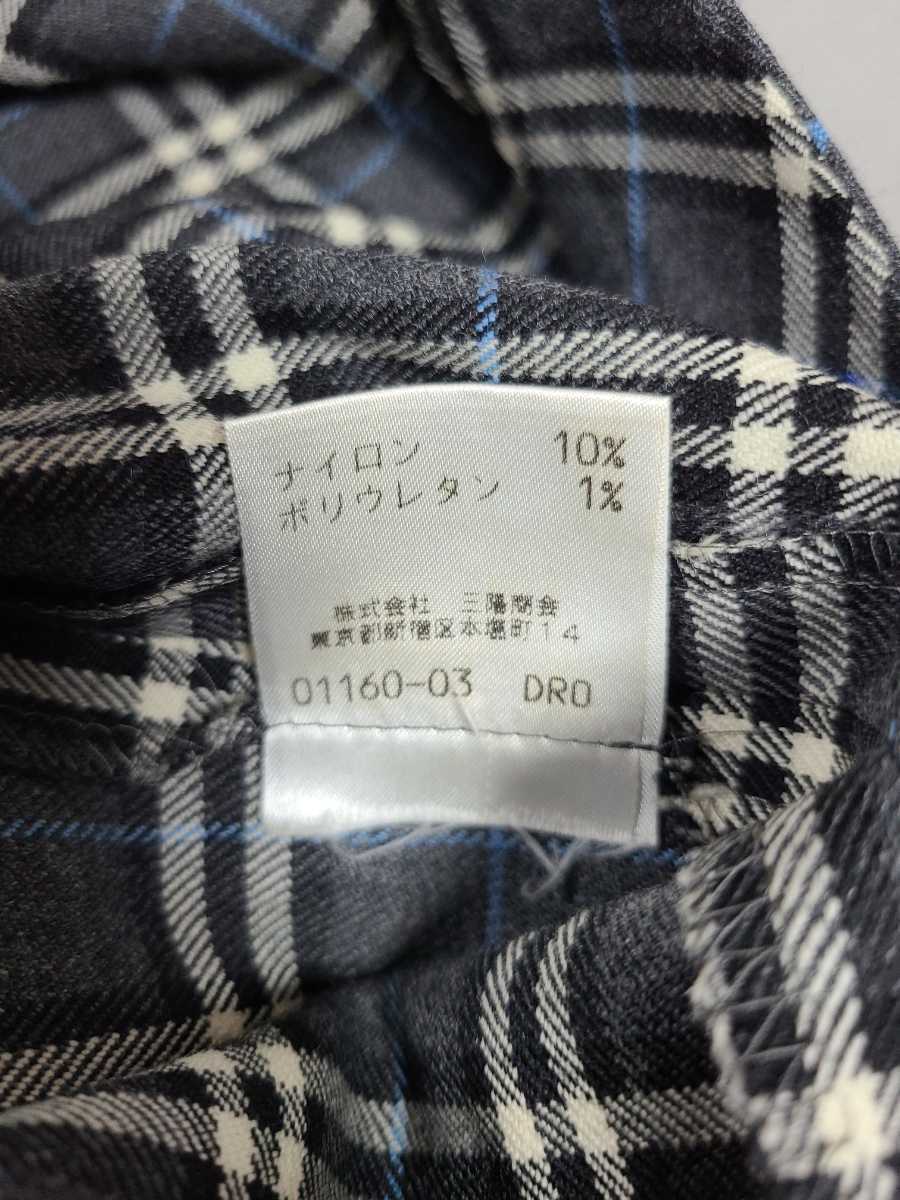 ナイロン 10%
ポリウレタン 1%
株式会社 三陽商会
東京都新宿区本塩町14
01160-03 DRO